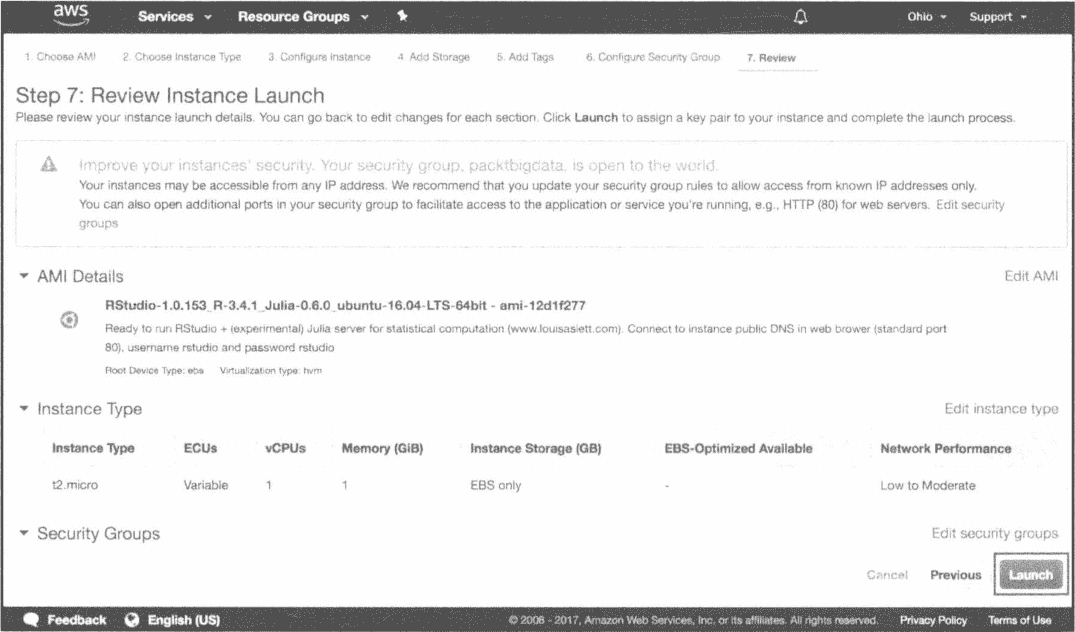 aws Services Resource Groups Ohio Support
1. Choose AMI 2. Choose Instance Type 3. Configure Instance 4. Add Storage 5. Add Tags 6. Configure Security Group 7. Review
Step 7: Review Instance Launch
Please review your instance launch details. You can go back to edit changes for each section. Click Launch to assign a key pair to your instance and complete the launch process.
Improve your instances' security. Your security group, packtbigdata, is open to the world.
Your instances may be accessible from any IP address. We recommend that you update your security group rules to allow access from known IP addresses only.
You can also open additional ports in your security group to facilitate access to the application or service you're running, e.g., HTTP (80) for web servers. Edit security
groups
AMI Details Edit AMI
RStudio-1.0.153_R-3.4.1_Julia-0.6.0_ubuntu-16.04-LTS-64bit - ami-12d1f277
Ready to run RStudio + (experimental) Julia server for statistical computation (www.louisaslett.com). Connect to instance public DNS in web brower (standard port
80), username rstudio and password rstudio
Root Device Type: ebs Virtualization type: hvm
Instance Type Edit instance type
Instance Type ECUs vCPUs Memory (GiB) Instance Storage (GB) EBS-Optimized Available Network Performance
t2.micro Variable 1 1 EBS only - Low to Moderate
Security Groups Edit security groups
Cancel Previous Launch
Feedback English (US) © 2008 - 2017, Amazon Web Services, Inc. or its affiliates. All rights reserved. Privacy Policy Terms of Use